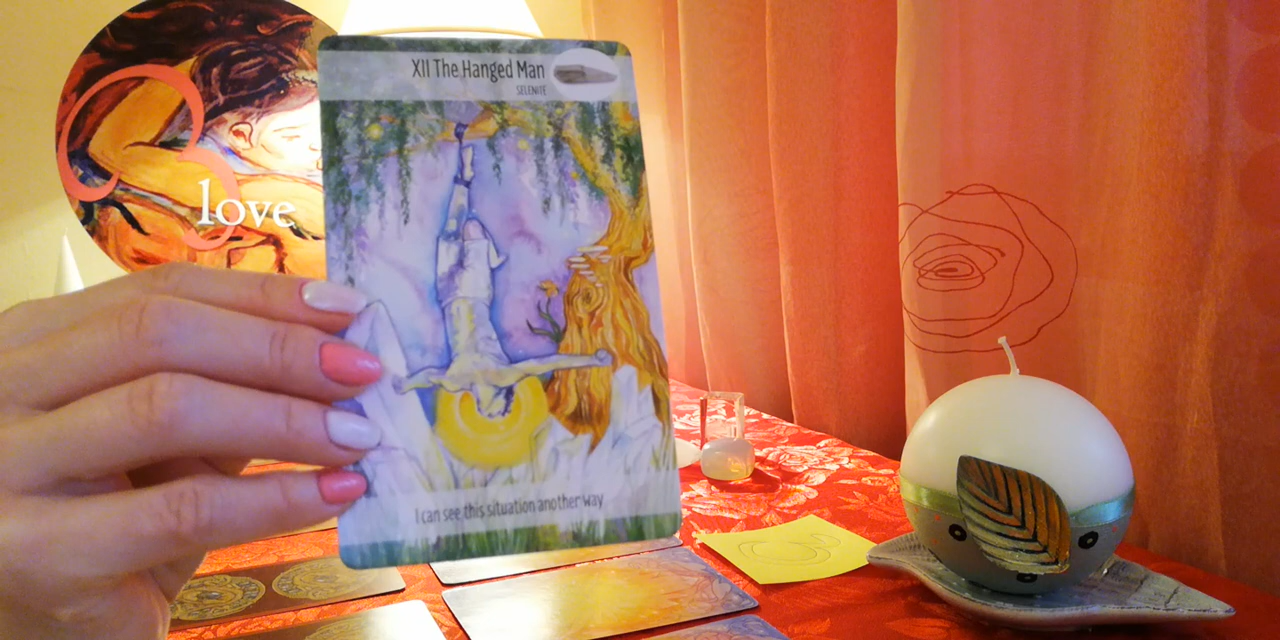 XII The Hanged Man
SELENITE
love
I can see this situation another way